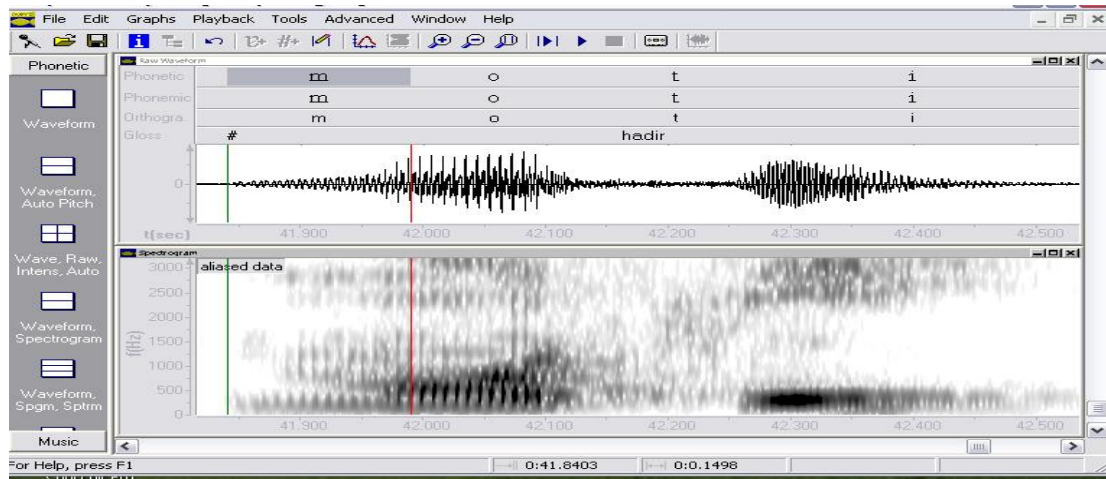 File Edit Graphs Playback Tools Advanced Window Help
Phonetic
Waveform
Waveform, Auto Pitch
Wave, Raw, Intens, Auto
Waveform, Spectrogram
Waveform, Spgm, Sptrm
Music
Raw Waveform
Phonetic m o t i
Phonemic m o t i
Orthogra. m o t i
Gloss # hadir
0
t(sec) 41.900 42.000 42.100 42.200 42.300 42.400 42.500
Spectrogram
aliased data
3000
2500
2000
f(Hz)
1000
500
0
41.900 42.000 42.100 42.200 42.300 42.400 42.500
For Help, press F1 0:41.8403 0:0.1498